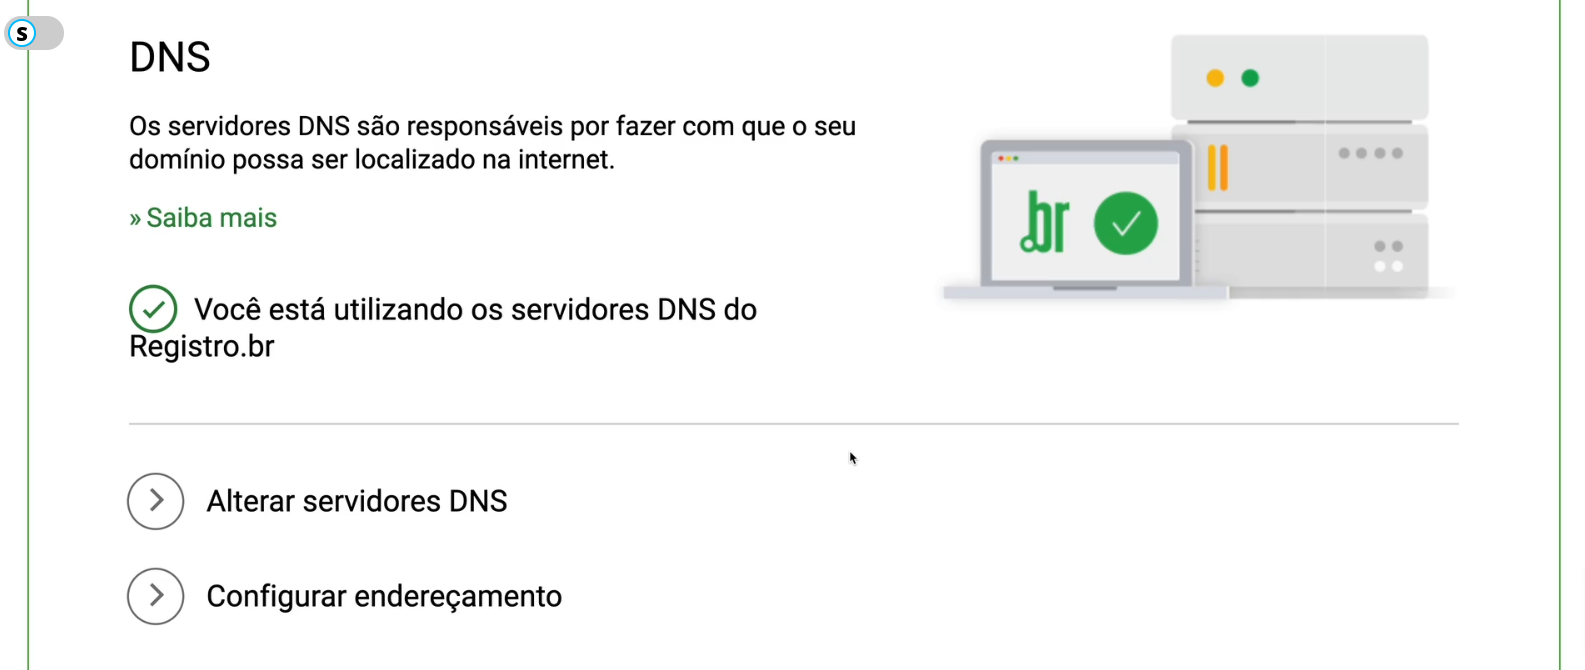 S
DNS
Os servidores DNS são responsáveis por fazer com que o seu
domínio possa ser localizado na internet.
» Saiba mais
.br
Você está utilizando os servidores DNS do
Registro.br
Alterar servidores DNS
Configurar endereçamento